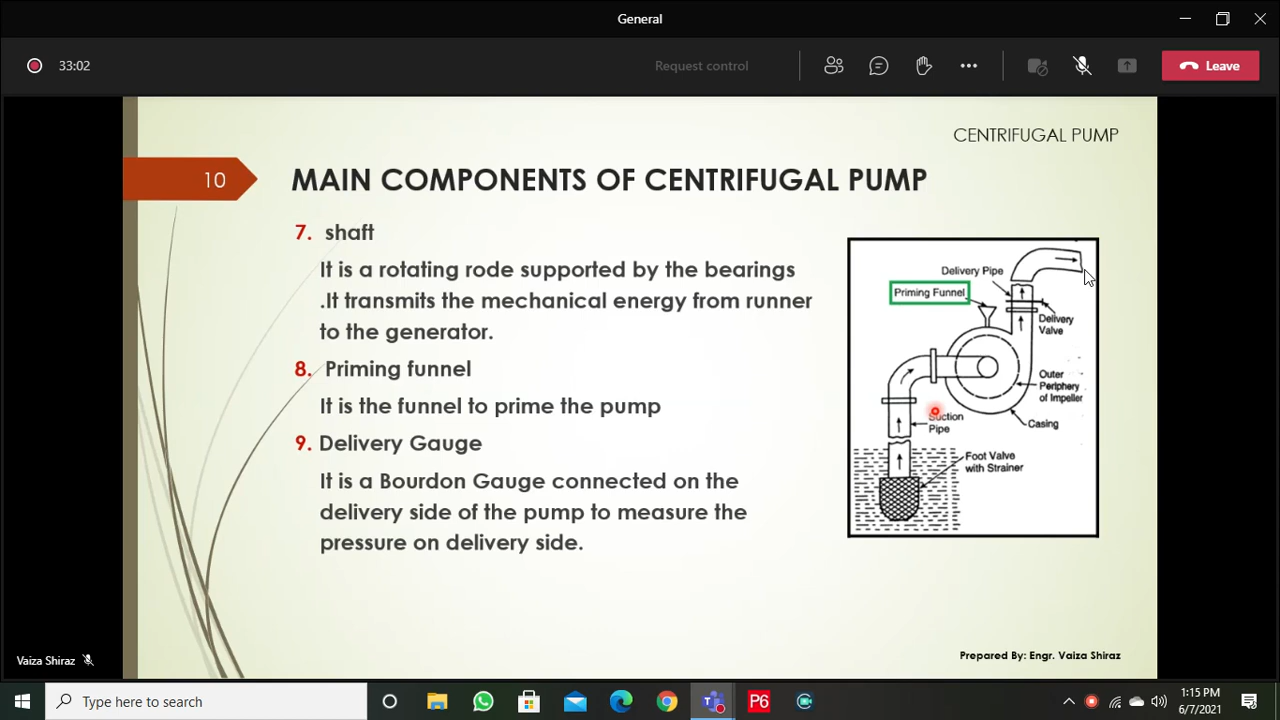 General
33:02
Request control
Leave
CENTRIFUGAL PUMP
10
MAIN COMPONENTS OF CENTRIFUGAL PUMP
7. shaft
It is a rotating rode supported by the bearings
.It transmits the mechanical energy from runner
to the generator.
8. Priming funnel
It is the funnel to prime the pump
9. Delivery Gauge
It is a Bourdon Gauge connected on the
delivery side of the pump to measure the
pressure on delivery side.
Delivery Pipe
Priming Funnel
Delivery
Valve
Outer
Periphery
of Impeller
Suction
Pipe
Casing
Foot Valve
with Strainer
Prepared By: Engr. Vaiza Shiraz
Vaiza Shiraz
Type here to search
P6
1:15 PM
6/7/2021